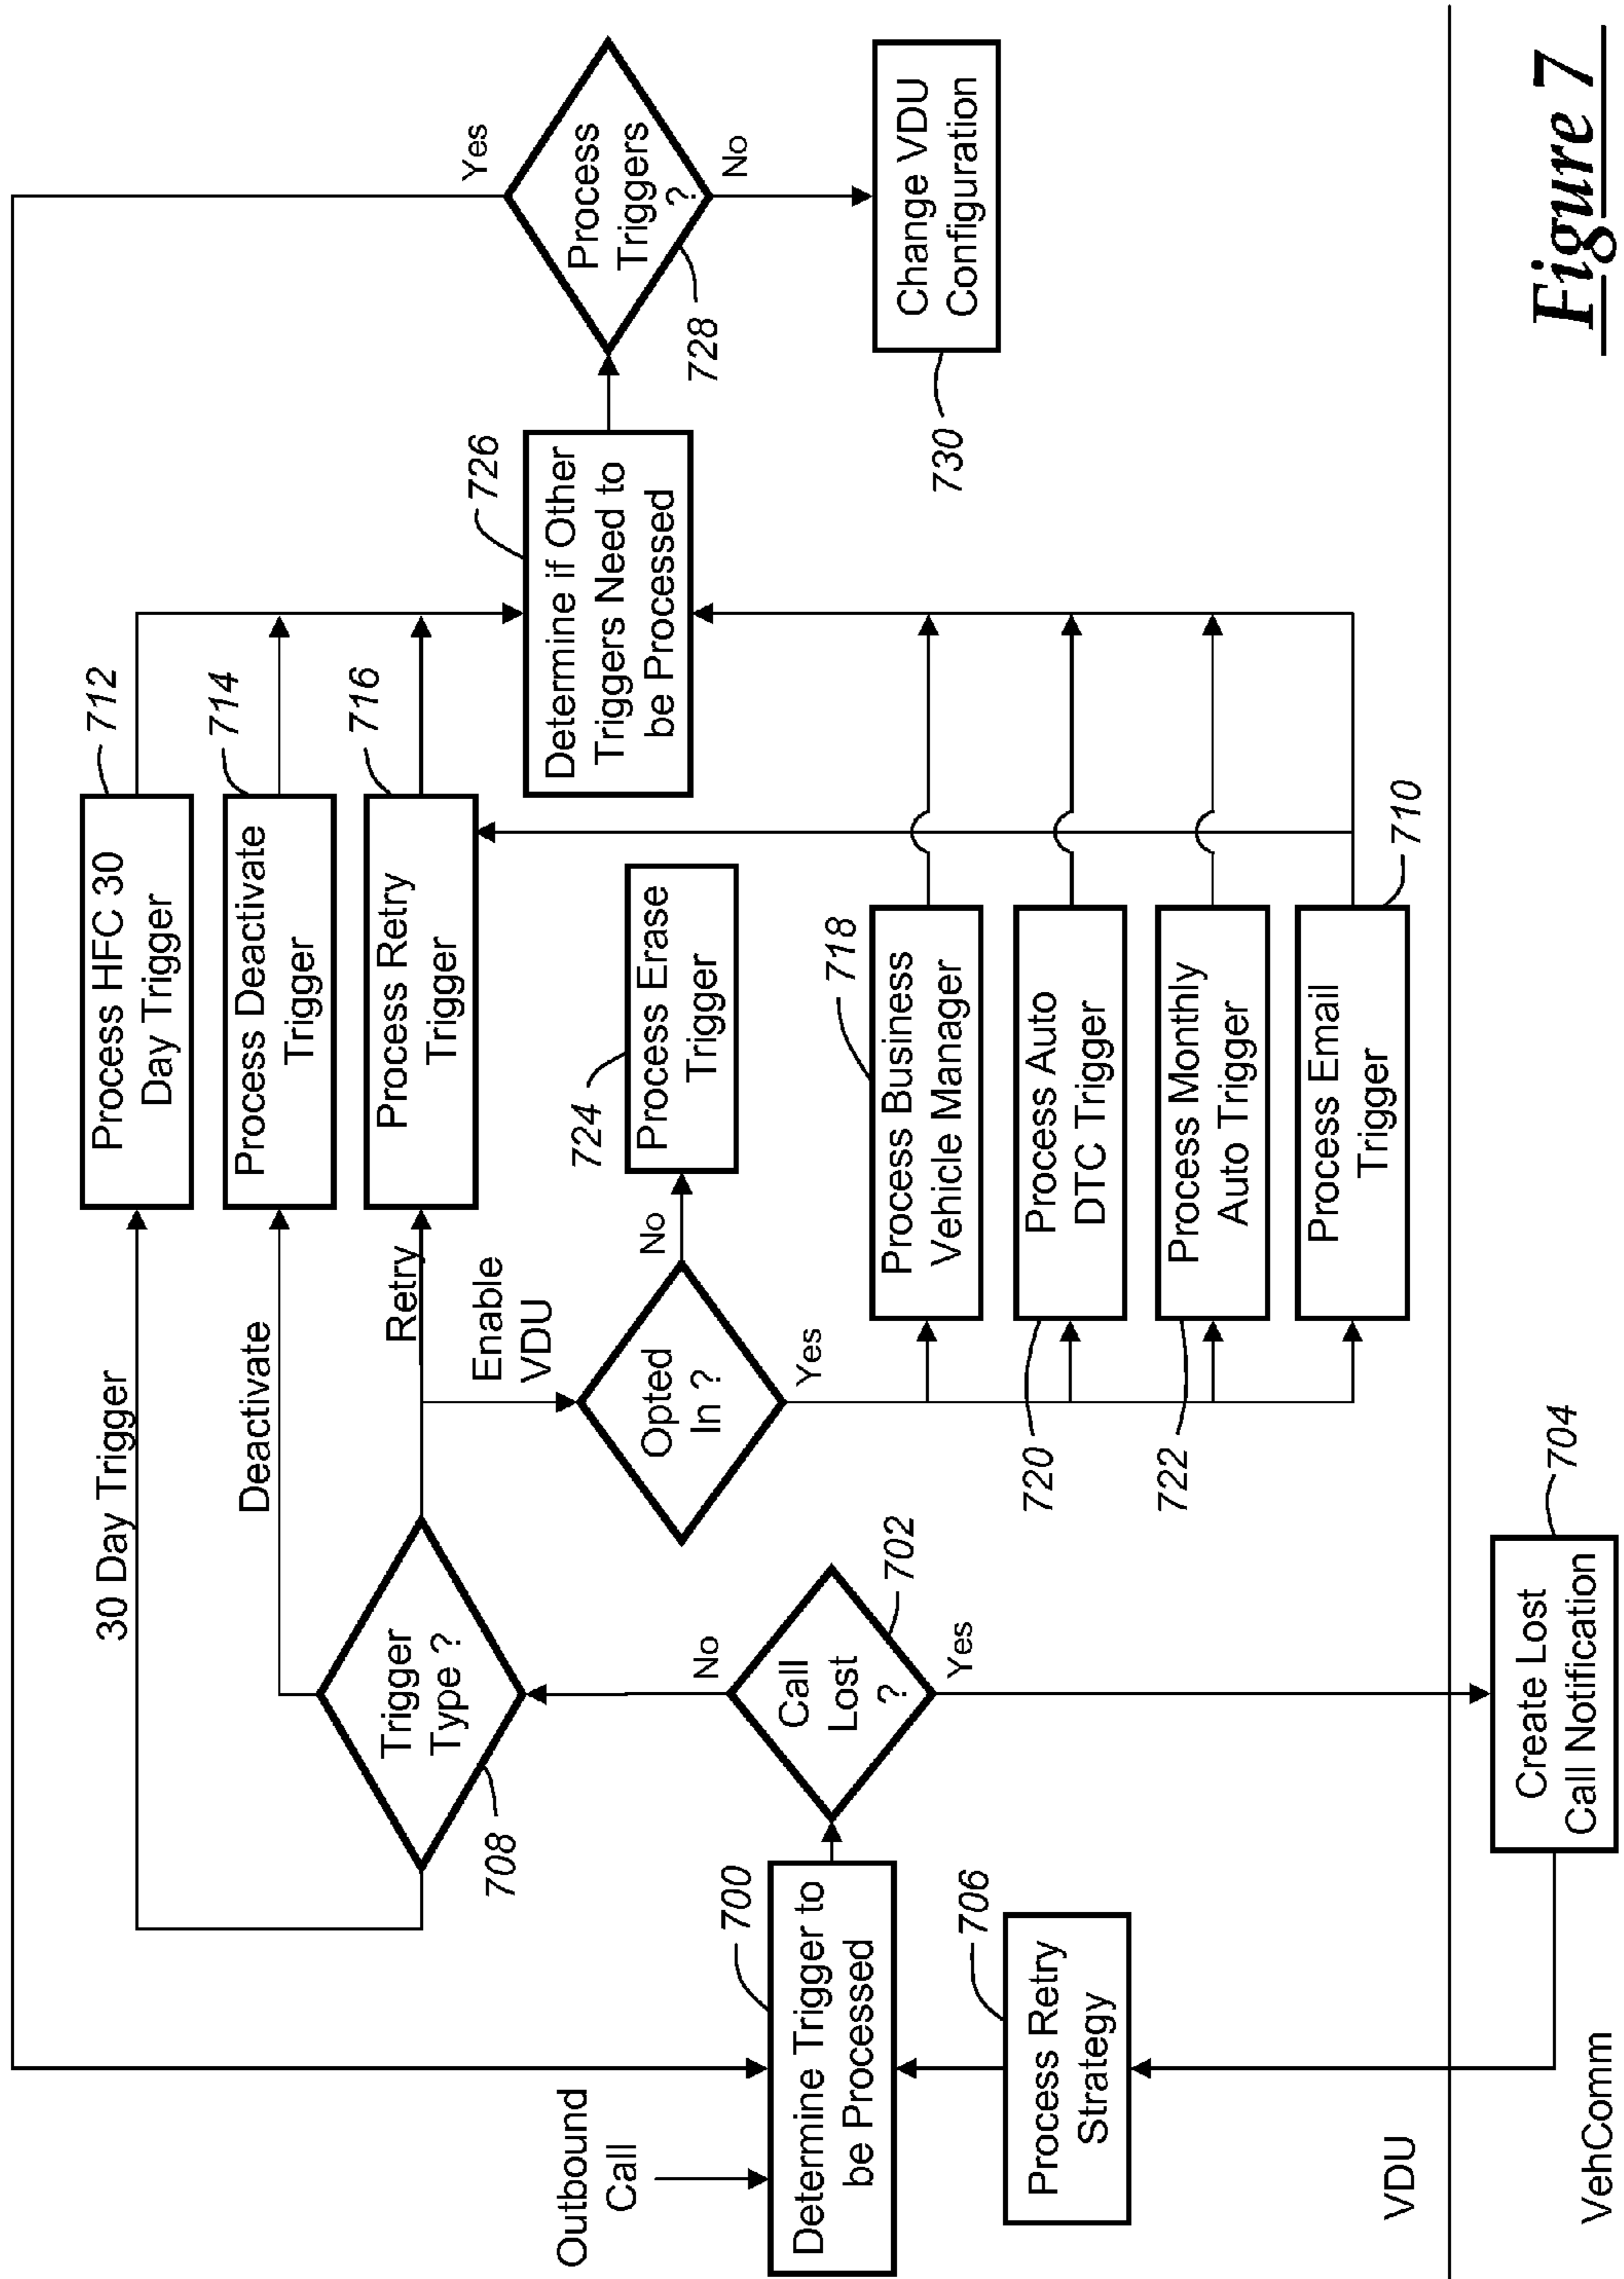 30 Day Trigger
Process HFC 30
Day Trigger
712
Yes
Deactivate
Process Deactivate
Trigger
714
Trigger
Type ?
708
Retry
Process Retry
Trigger
716
Enable
VDU
Determine if Other
Triggers Need to
be Processed
726
Process
Triggers
?
728
No
Outbound
Call
Opted
In ?
No
Yes
724
Process Erase
Trigger
700
Determine Trigger to
be Processed
No
Call
Lost
?
702
Yes
718
Process Business
Vehicle Manager
Change VDU
Configuration
730
706
Process Retry
Strategy
720
Process Auto
DTC Trigger
722
Process Monthly
Auto Trigger
Process Email
Trigger
710
VDU
VehComm
Create Lost
Call Notification
704
Figure 7